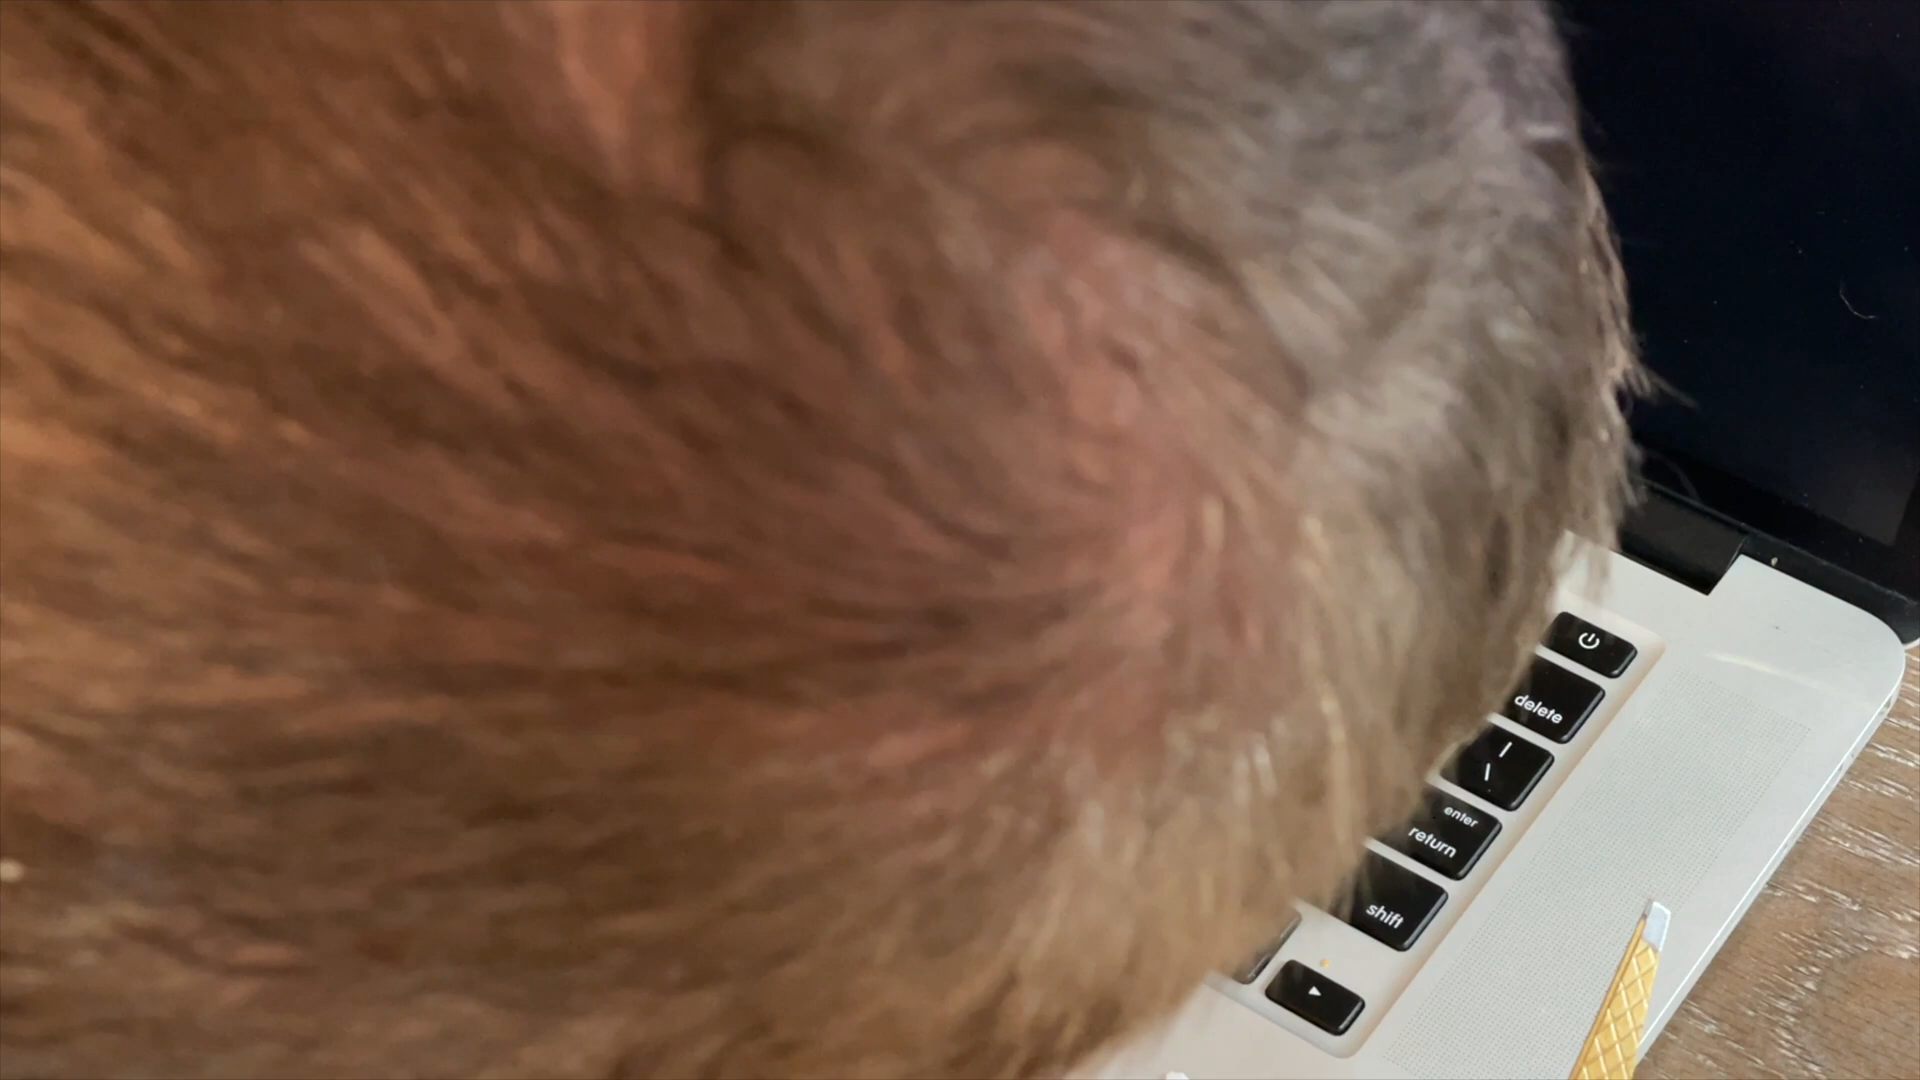 delete
|
\
enter
return
shift